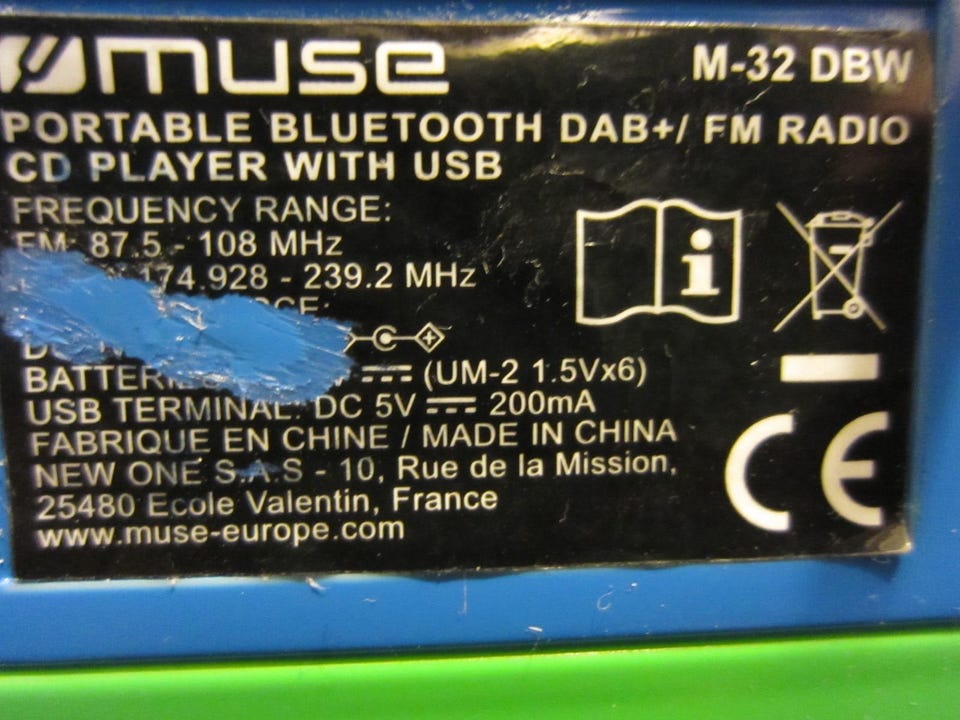 muse
M-32 DBW
PORTABLE BLUETOOTH DAB+/ FM RADIO
CD PLAYER WITH USB
FREQUENCY RANGE:
FM: 87.5 - 108 MHz
174.928 - 239.2 MHz
(UM-2 1.5Vx6)
USB TERMINAL: DC 5V ⎓ 200mA
FABRIQUE EN CHINE / MADE IN CHINA
NEW ONE S.A.S - 10, Rue de la Mission,
25480 Ecole Valentin, France
www.muse-europe.com
i
CE